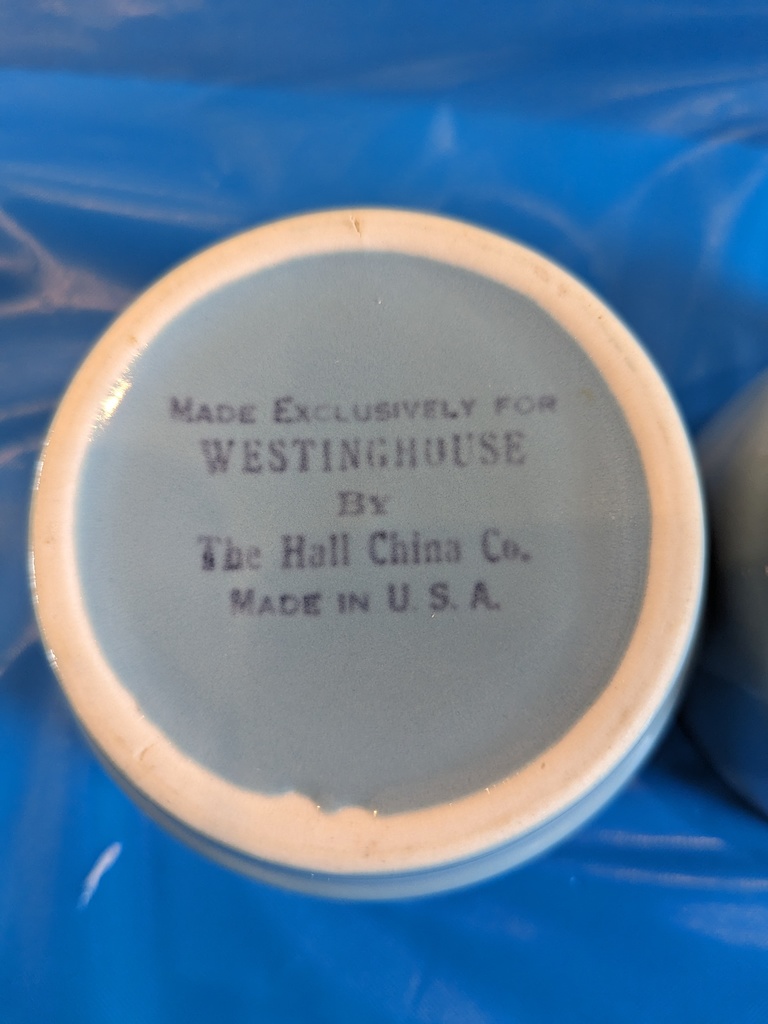 MADE EXCLUSIVELY FOR
WESTINGHOUSE
BY
The Hall China Co.
MADE IN U. S. A.